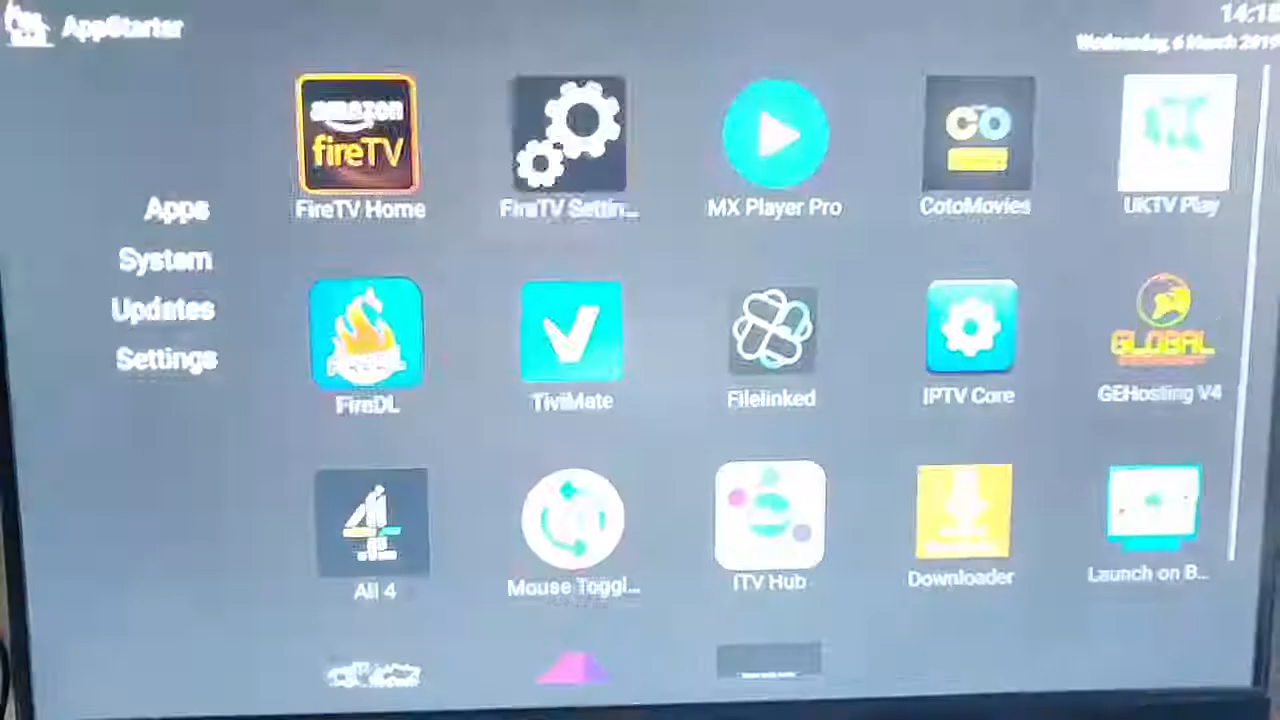 AppStarter
14:18
Wednesday, 6 March 2019
amazon
fireTV
FireTV Home
FireTV Settin...
MX Player Pro
CO
CotoMovies
UKTV Play
Apps
System
Updates
Settings
FireDL
TiviMate
Filelinked
IPTV Core
GLOBAL
GEHosting V4
4
All 4
Mouse Toggl...
ITV Hub
Downloader
Launch on B...